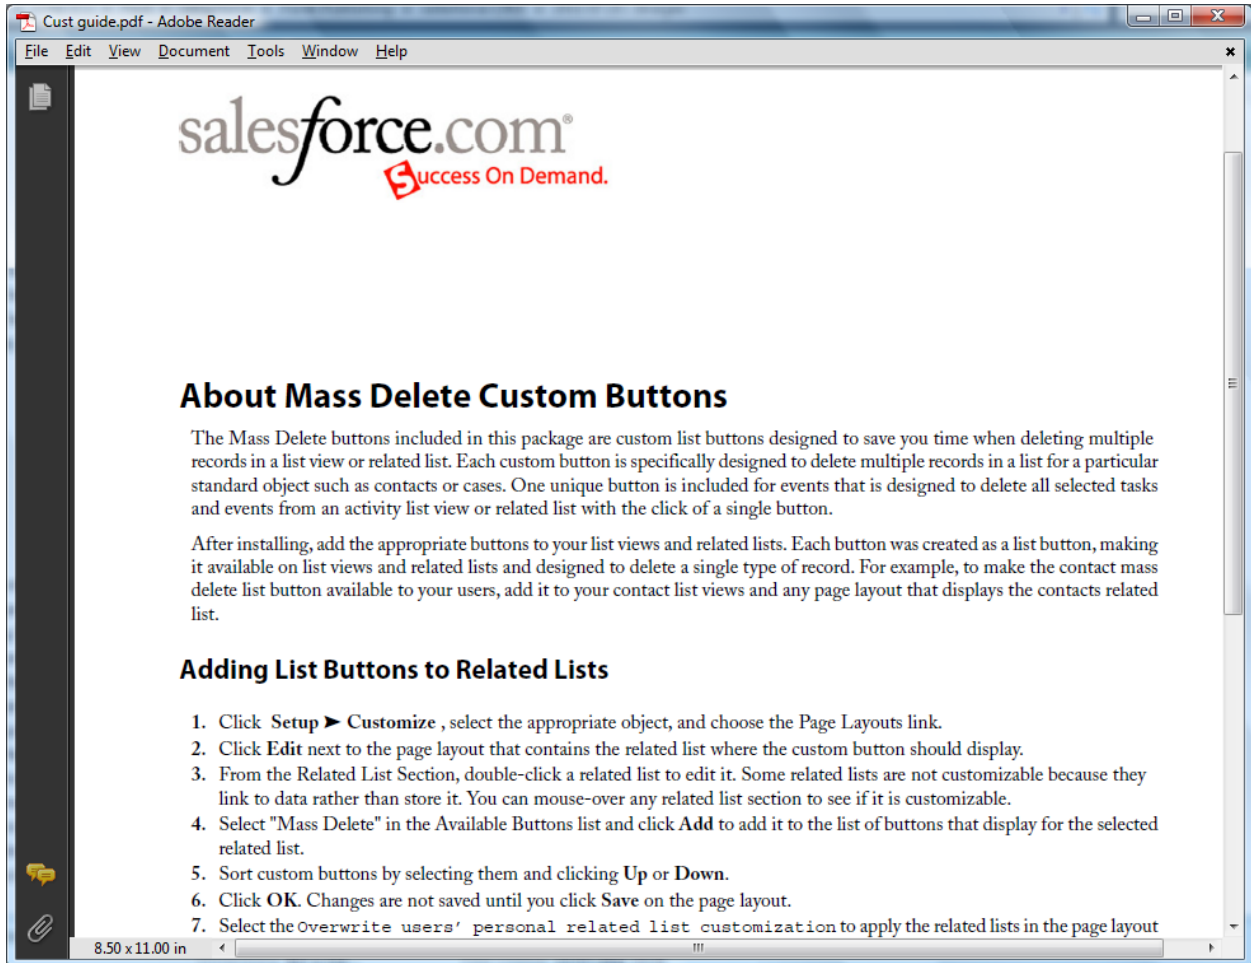 Cust guide.pdf - Adobe Reader
File Edit View Document Tools Window Help
salesforce.com®
Success On Demand.
About Mass Delete Custom Buttons
The Mass Delete buttons included in this package are custom list buttons designed to save you time when deleting multiple
records in a list view or related list. Each custom button is specifically designed to delete multiple records in a list for a particular
standard object such as contacts or cases. One unique button is included for events that is designed to delete all selected tasks
and events from an activity list view or related list with the click of a single button.
After installing, add the appropriate buttons to your list views and related lists. Each button was created as a list button, making
it available on list views and related lists and designed to delete a single type of record. For example, to make the contact mass
delete list button available to your users, add it to your contact list views and any page layout that displays the contacts related
list.
Adding List Buttons to Related Lists
1. Click Setup ➤ Customize , select the appropriate object, and choose the Page Layouts link.
2. Click Edit next to the page layout that contains the related list where the custom button should display.
3. From the Related List Section, double-click a related list to edit it. Some related lists are not customizable because they
link to data rather than store it. You can mouse-over any related list section to see if it is customizable.
4. Select "Mass Delete" in the Available Buttons list and click Add to add it to the list of buttons that display for the selected
related list.
5. Sort custom buttons by selecting them and clicking Up or Down.
6. Click OK. Changes are not saved until you click Save on the page layout.
7. Select the Overwrite users' personal related list customization to apply the related lists in the page layout
8.50 x 11.00 in